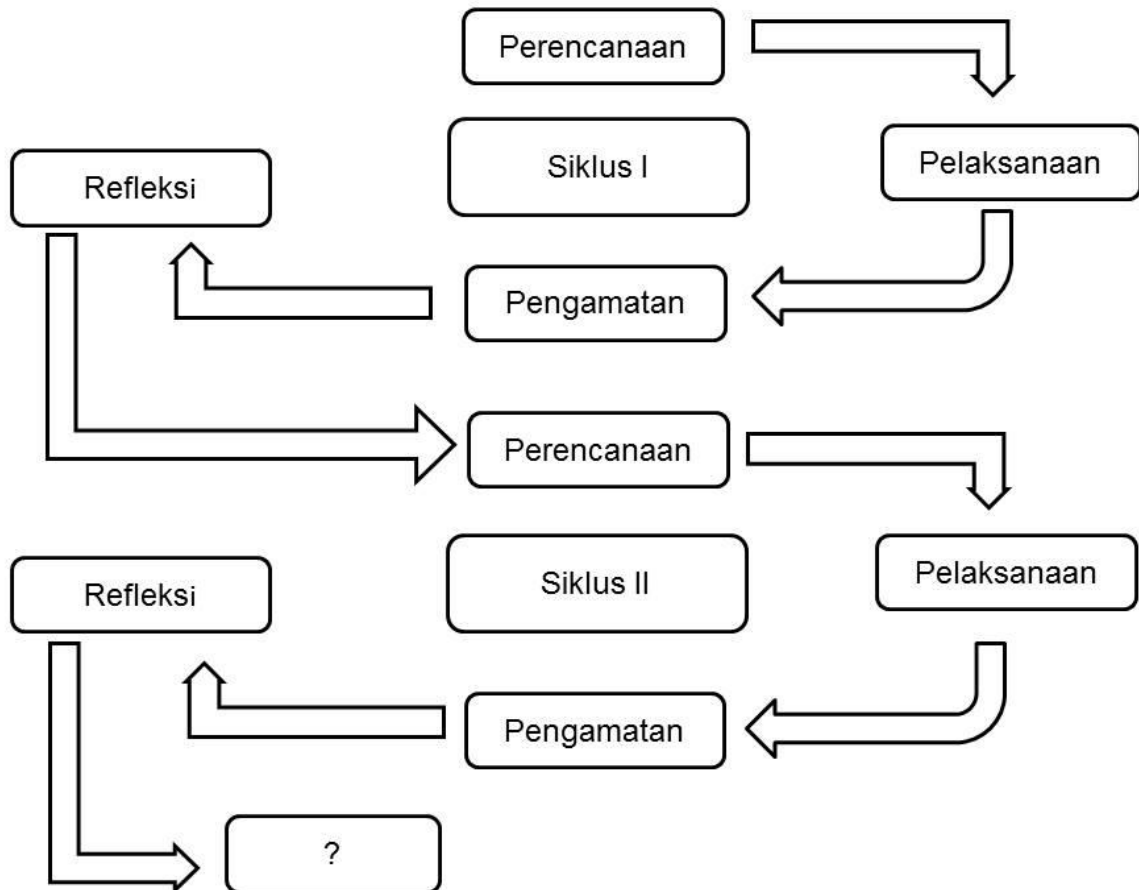 Perencanaan
Siklus I
Pelaksanaan
Refleksi
Pengamatan
Perencanaan
Siklus II
Pelaksanaan
Refleksi
Pengamatan
?